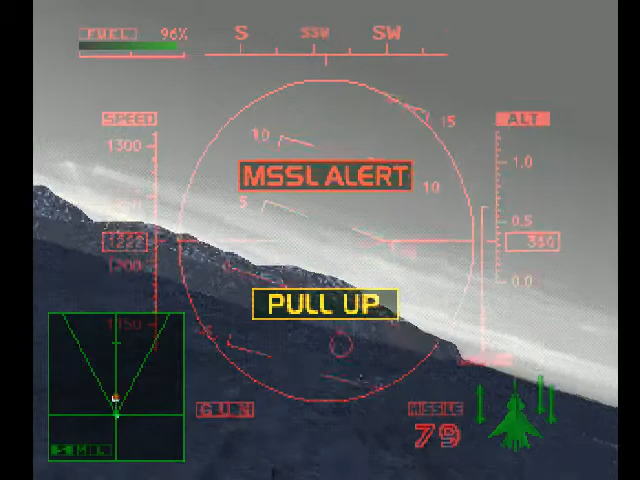 FUEL 96%
S SSW SW
SPEED
ALT
15
1300
10
1.0
MSSL ALERT
10
5
0.5
1222
340
1200
0.0
PULL UP
1150
GUN
MISSILE
79